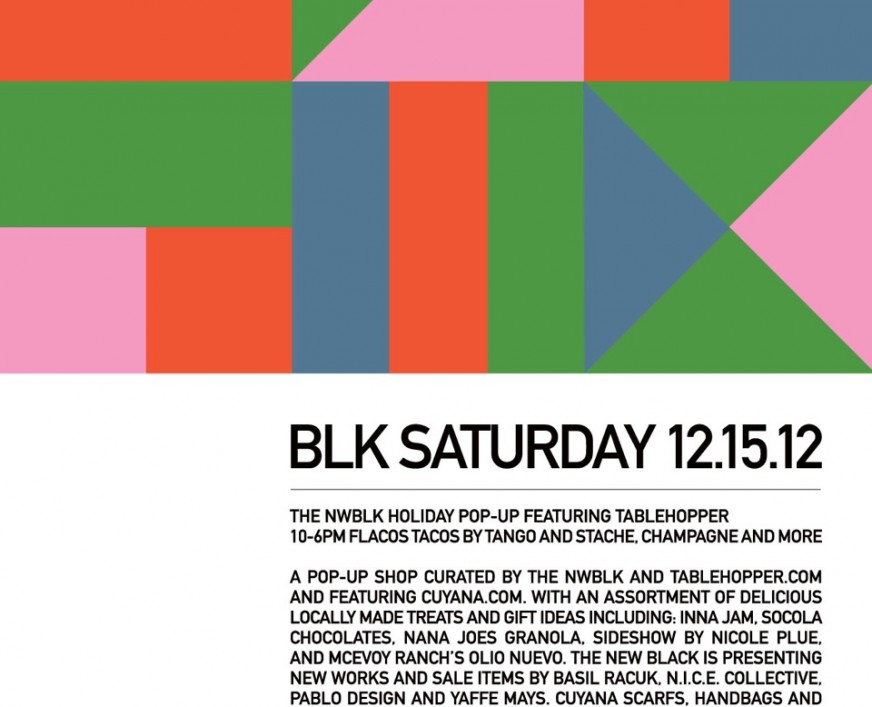 BLK SATURDAY 12.15.12
THE NWBLK HOLIDAY POP-UP FEATURING TABLEHOPPER
10-6PM FLACOS TACOS BY TANGO AND STACHE, CHAMPAGNE AND MORE
A POP-UP SHOP CURATED BY THE NWBLK AND TABLEHOPPER.COM
AND FEATURING CUYANA.COM. WITH AN ASSORTMENT OF DELICIOUS
LOCALLY MADE TREATS AND GIFT IDEAS INCLUDING: INNA JAM, SOCOLA
CHOCOLATES, NANA JOES GRANOLA, SIDESHOW BY NICOLE PLUE,
AND MCEVOY RANCH'S OLIO NUEVO. THE NEW BLACK IS PRESENTING
NEW WORKS AND SALE ITEMS BY BASIL RACUK, N.I.C.E. COLLECTIVE,
PABLO DESIGN AND YAFFE MAYS. CUYANA SCARFS, HANDBAGS AND